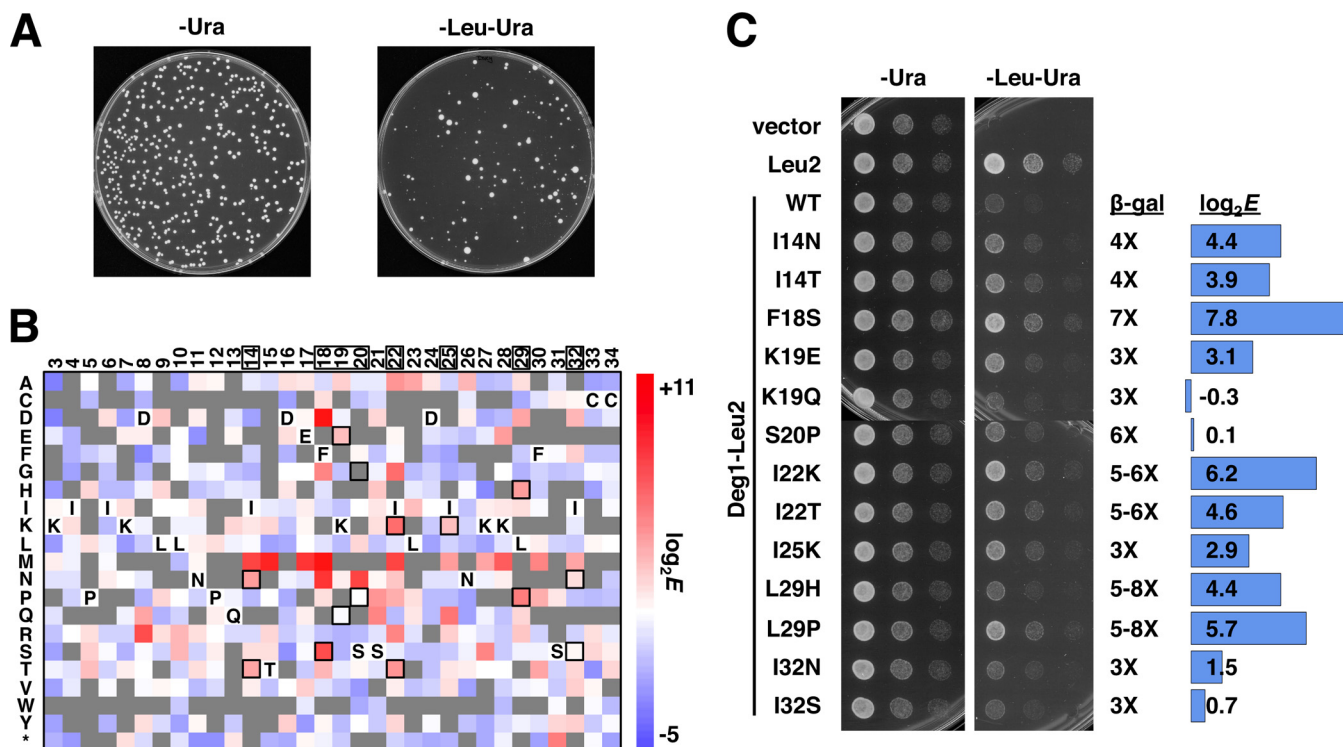 A
-Ura
-Leu-Ura
B
3 4 5 6 7 8 9 10 11 12 13 14 15 16 17 18 19 20 21 22 23 24 25 26 27 28 29 30 31 32 33 34
A
C C C
D D D D
E E
F F F
G
H
I I I I I I I
K K K K K K
L L L L L
M
N N N
P P P
Q Q
R
S S S S
T T
V
W
Y
*
+11
log2E
-5
C
-Ura
-Leu-Ura
vector
Leu2
Deg1-Leu2
β-gal log2E
WT
I14N 4X 4.4
I14T 4X 3.9
F18S 7X 7.8
K19E 3X 3.1
K19Q 3X -0.3
S20P 6X 0.1
I22K 5-6X 6.2
I22T 5-6X 4.6
I25K 3X 2.9
L29H 5-8X 4.4
L29P 5-8X 5.7
I32N 3X 1.5
I32S 3X 0.7